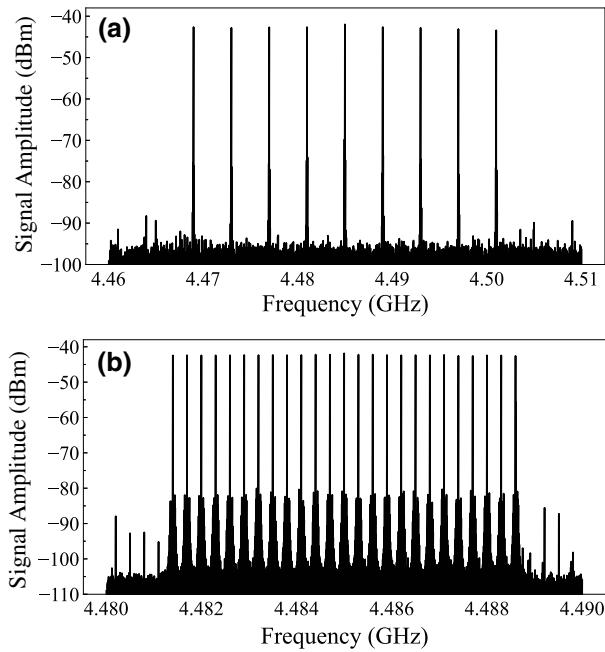 (a)
Signal Amplitude (dBm)
−40
−50
−60
−70
−80
−90
−100
4.46 4.47 4.48 4.49 4.50 4.51
Frequency (GHz)
(b)
Signal Amplitude (dBm)
−40
−50
−60
−70
−80
−90
−100
−110
4.480 4.482 4.484 4.486 4.488 4.490
Frequency (GHz)